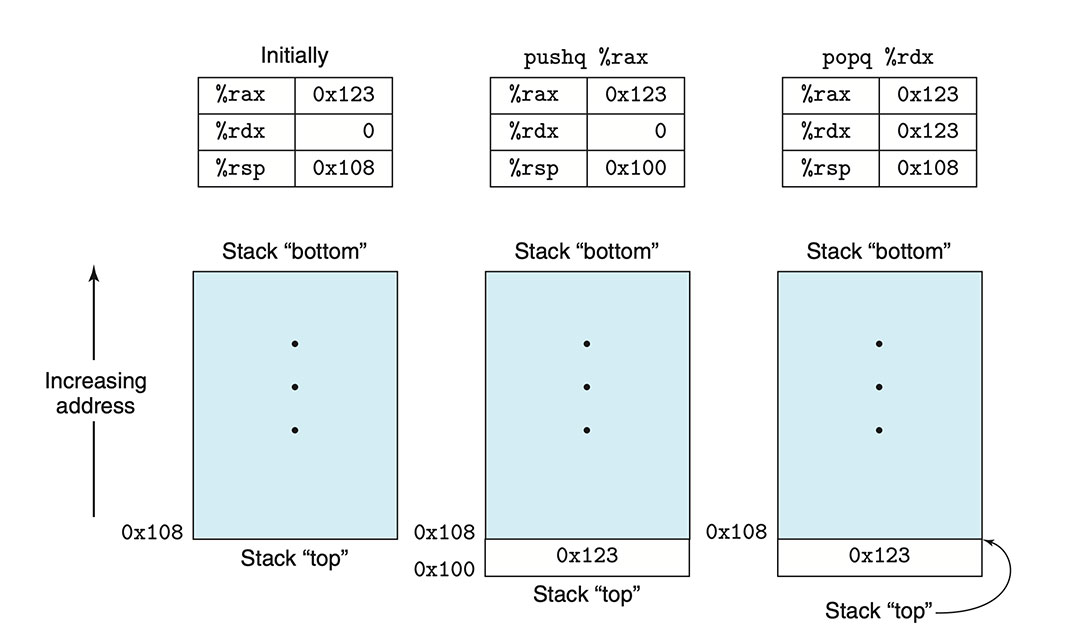 Initially
%rax 0x123
%rdx 0
%rsp 0x108
pushq %rax
%rax 0x123
%rdx 0
%rsp 0x100
popq %rdx
%rax 0x123
%rdx 0x123
%rsp 0x108
Increasing
address
Stack “bottom”
0x108
Stack “top”
Stack “bottom”
0x108
0x123
0x100
Stack “top”
Stack “bottom”
0x108
0x123
Stack “top”